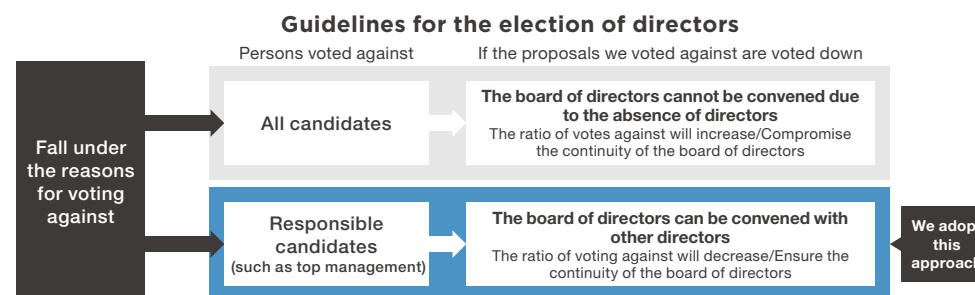 Guidelines for the election of directors
Persons voted against
If the proposals we voted against are voted down
Fall under
the reasons
for voting
against
All candidates
The board of directors cannot be convened due
to the absence of directors
The ratio of votes against will increase/Compromise
the continuity of the board of directors
Responsible
candidates
(such as top management)
The board of directors can be convened with
other directors
The ratio of voting against will decrease/Ensure the
continuity of the board of directors
We adop
this
approach